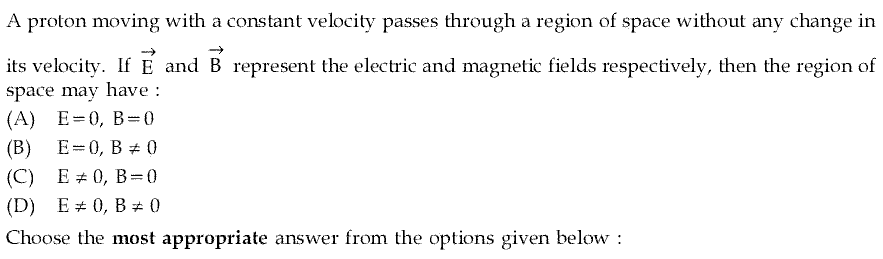 A proton moving with a constant velocity passes through a region of space without any change in
its velocity. If E⃗ and B⃗ represent the electric and magnetic fields respectively, then the region of
space may have :
(A) E=0, B=0
(B) E=0, B ≠ 0
(C) E ≠ 0, B=0
(D) E ≠ 0, B ≠ 0
Choose the most appropriate answer from the options given below :